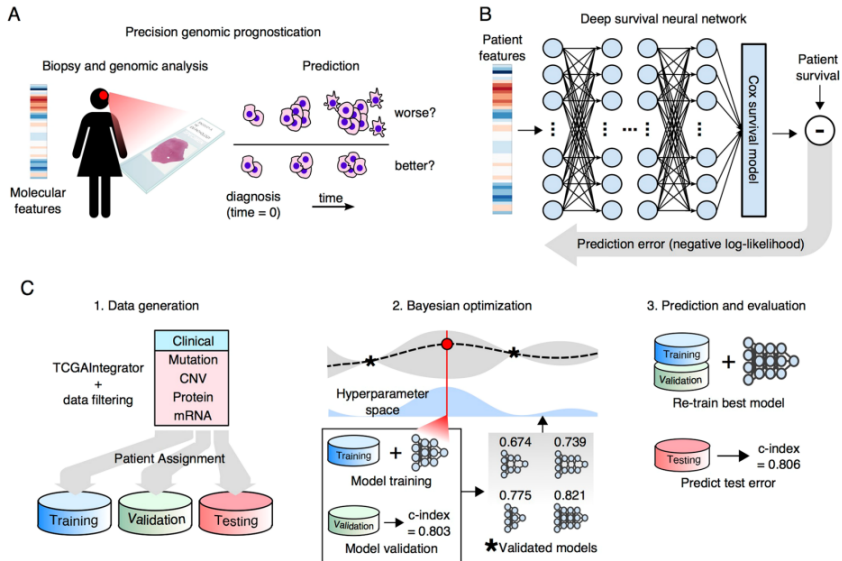 A
Precision genomic prognostication
Biopsy and genomic analysis
Prediction
worse?
better?
Molecular
features
diagnosis
(time = 0)
time
B
Deep survival neural network
Patient
features
Cox survival model
Patient
survival
-
Prediction error (negative log-likelihood)
C
1. Data generation
TCGAIntegrator
+
data filtering
Clinical
Mutation
CNV
Protein
mRNA
Patient Assignment
Training
Validation
Testing
2. Bayesian optimization
Hyperparameter
space
Training
+
Model training
Validation
c-index
= 0.803
Model validation
0.674
0.739
0.775
0.821
*Validated models
3. Prediction and evaluation
Training
Validation
+
Re-train best model
Testing
c-index
= 0.806
Predict test error